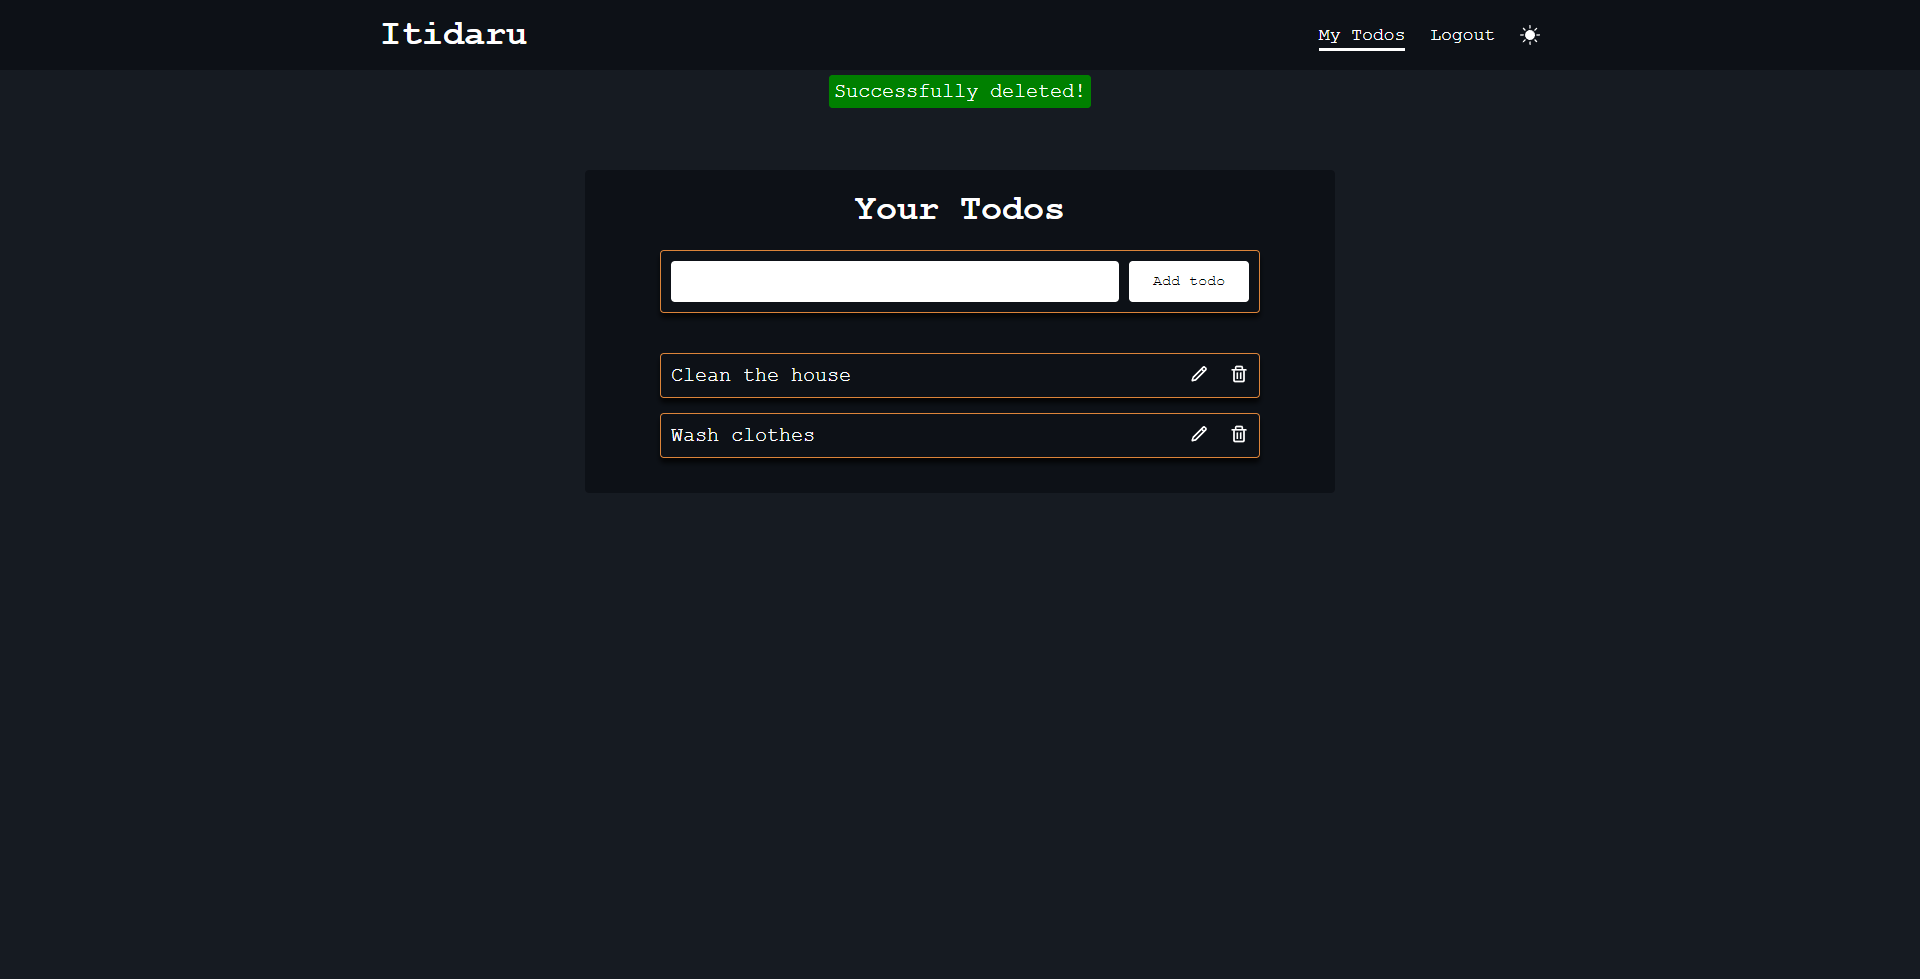 Itidaru
My Todos Logout
Successfully deleted!
Your Todos
Add todo
Clean the house
Wash clothes